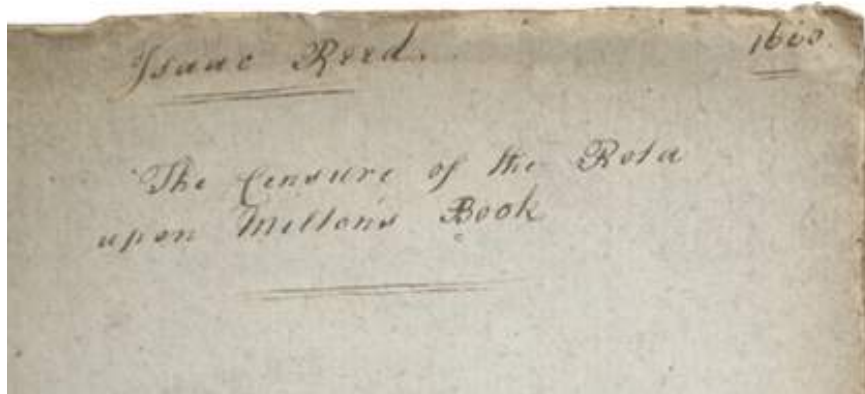 Isaac Reed. 1660.
The Censure of the Rota
upon Milton's Book